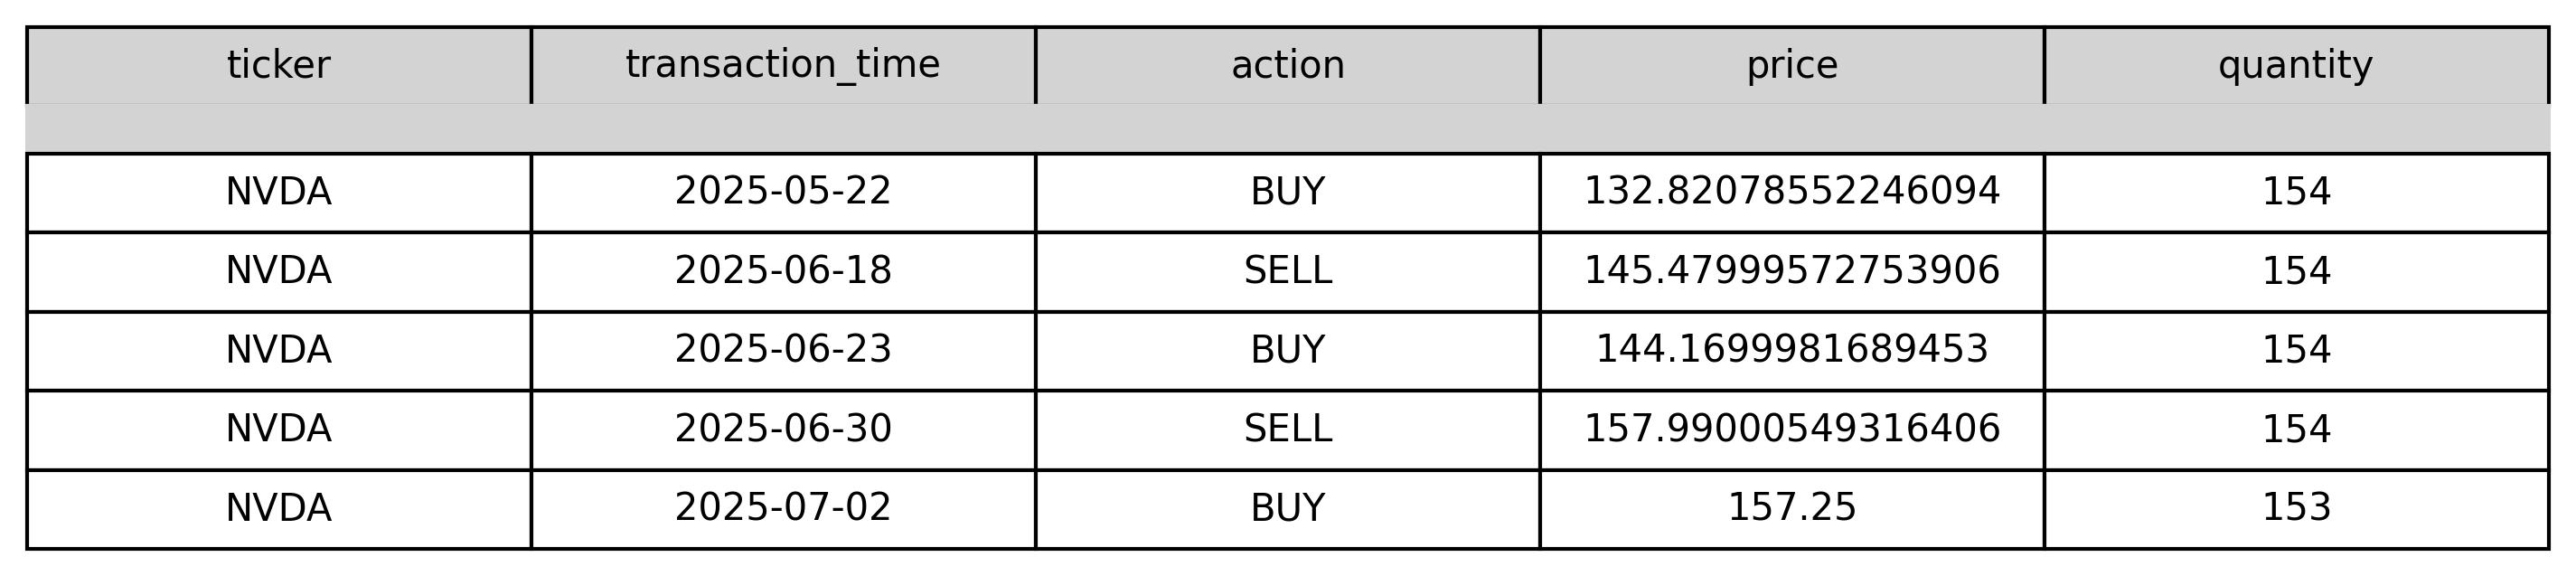 ticker transaction_time action price quantity
NVDA 2025-05-22 BUY 132.82078552246094 154
NVDA 2025-06-18 SELL 145.47999572753906 154
NVDA 2025-06-23 BUY 144.1699981689453 154
NVDA 2025-06-30 SELL 157.99000549316406 154
NVDA 2025-07-02 BUY 157.25 153